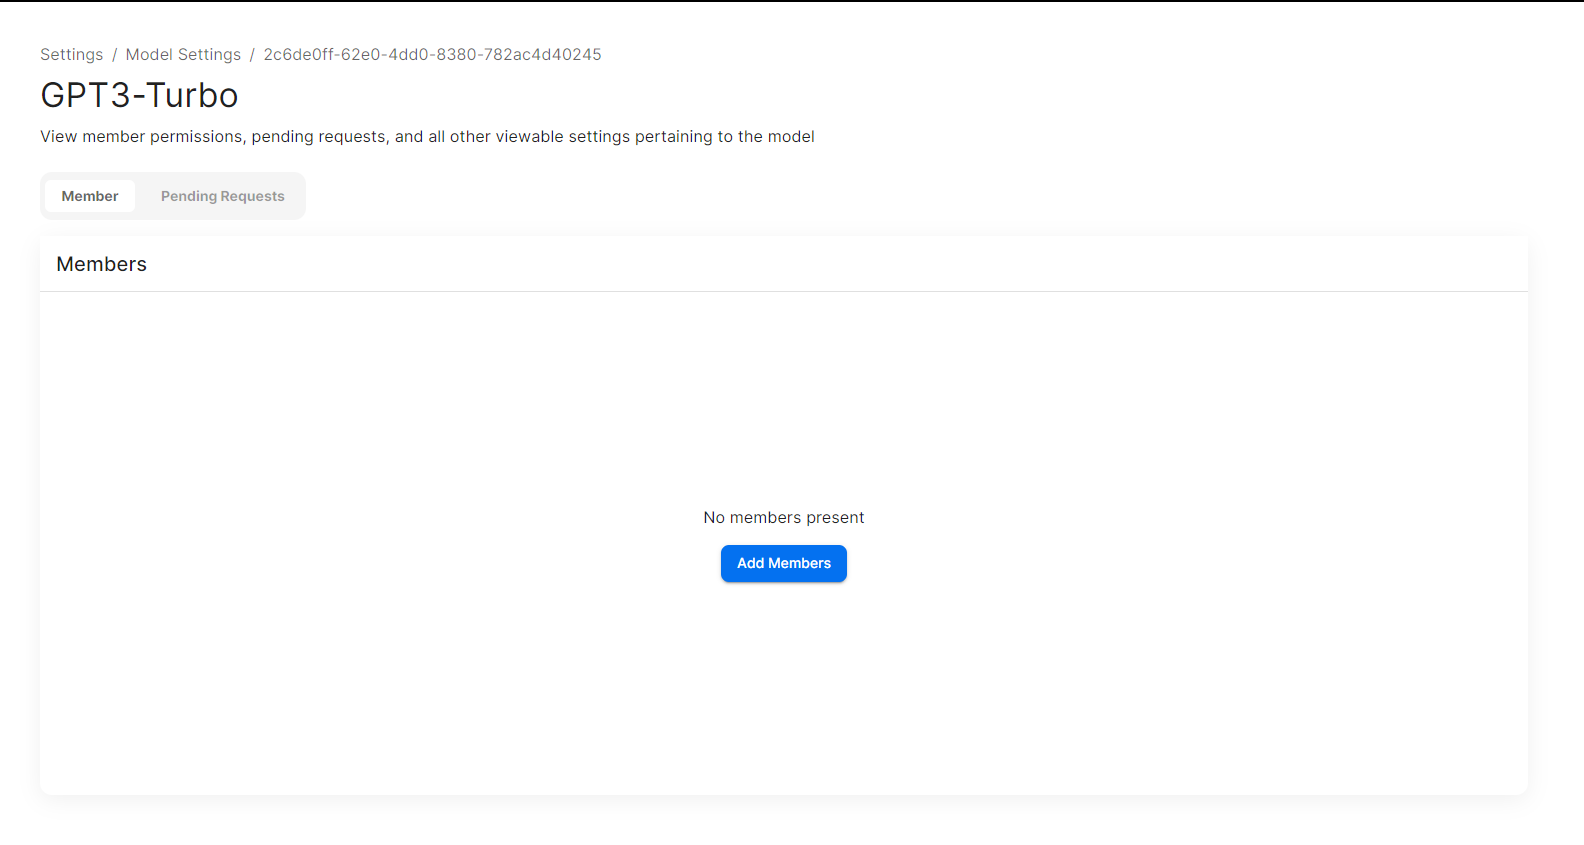 Settings / Model Settings / 2c6de0ff-62e0-4dd0-8380-782ac4d40245
GPT3-Turbo
View member permissions, pending requests, and all other viewable settings pertaining to the model
Member Pending Requests
Members
No members present
Add Members